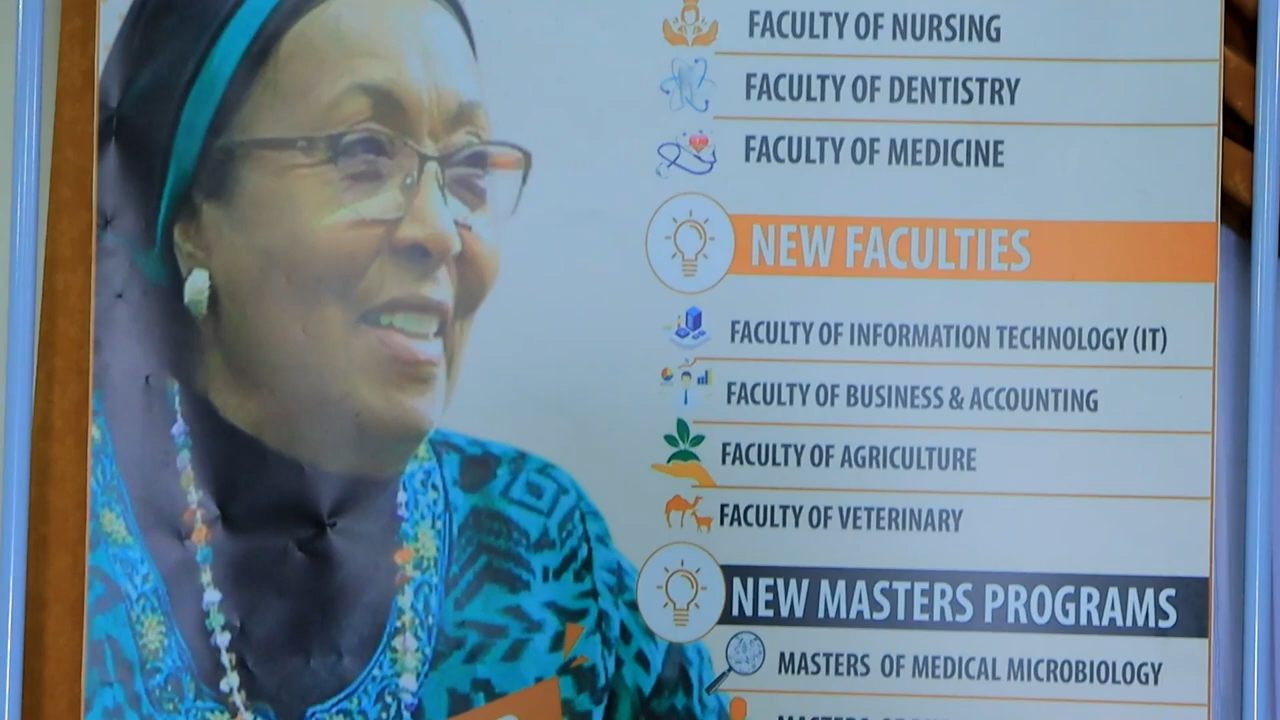 FACULTY OF NURSING
FACULTY OF DENTISTRY
FACULTY OF MEDICINE
NEW FACULTIES
FACULTY OF INFORMATION TECHNOLOGY (IT)
FACULTY OF BUSINESS & ACCOUNTING
FACULTY OF AGRICULTURE
FACULTY OF VETERINARY
NEW MASTERS PROGRAMS
MASTERS OF MEDICAL MICROBIOLOGY